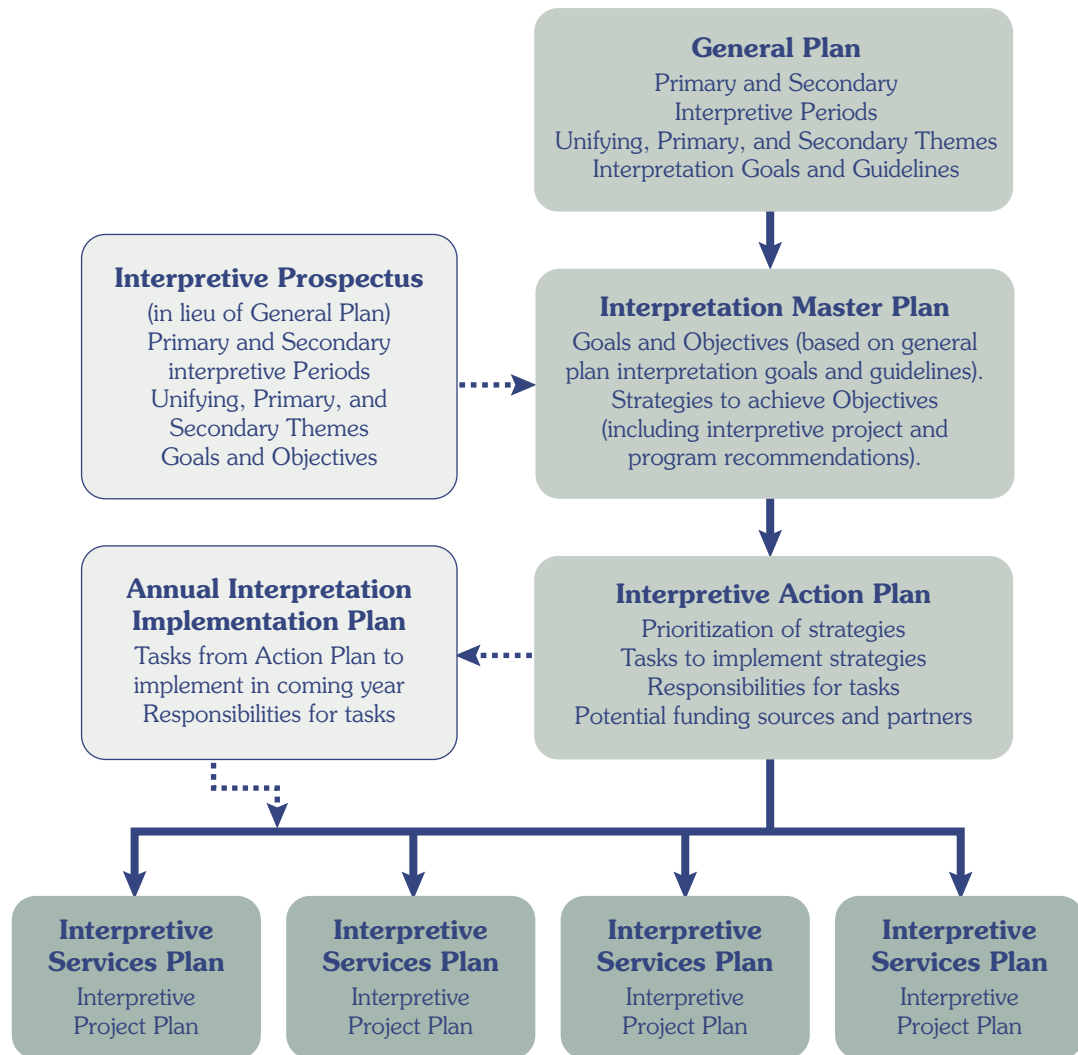 General Plan
Primary and Secondary
Interpretive Periods
Unifying, Primary, and Secondary Themes
Interpretation Goals and Guidelines
Interpretive Prospectus
(in lieu of General Plan)
Primary and Secondary
interpretive Periods
Unifying, Primary, and
Secondary Themes
Goals and Objectives
Interpretation Master Plan
Goals and Objectives (based on general
plan interpretation goals and guidelines).
Strategies to achieve Objectives
(including interpretive project and
program recommendations).
Annual Interpretation
Implementation Plan
Tasks from Action Plan to
implement in coming year
Responsibilities for tasks
Interpretive Action Plan
Prioritization of strategies
Tasks to implement strategies
Responsibilities for tasks
Potential funding sources and partners
Interpretive
Services Plan
Interpretive
Project Plan
Interpretive
Services Plan
Interpretive
Project Plan
Interpretive
Services Plan
Interpretive
Project Plan
Interpretive
Services Plan
Interpretive
Project Plan